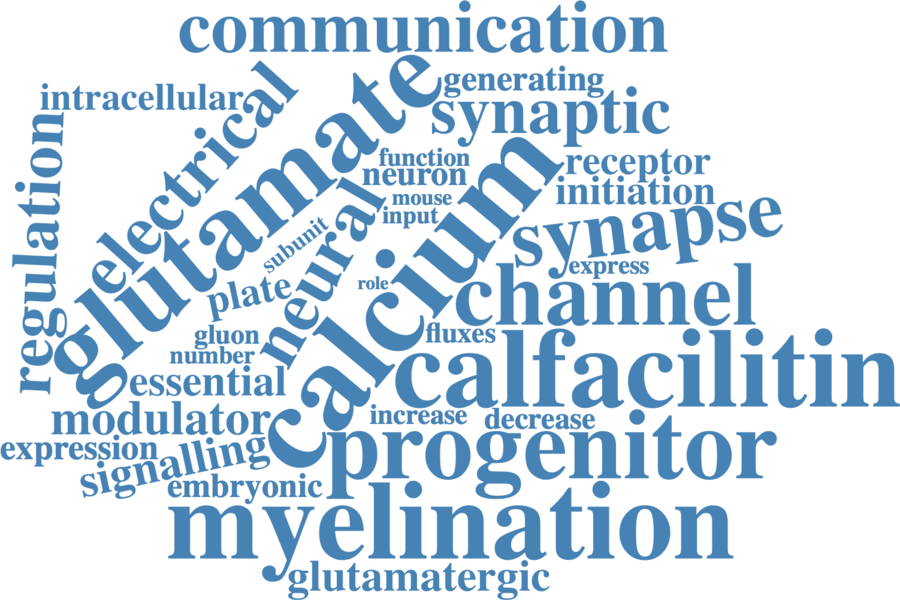 communication
generating
intracellular
electrical
glutamate
synaptic
regulation
function
neuron
receptor
initiation
mouse
input
neural
calcium
synapse
subunit
express
role
plate
channel
gluon
number
fluxes
essential
calfacilitin
modulator
increase
decrease
expression
signalling
progenitor
embryonic
myelination
glutamatergic